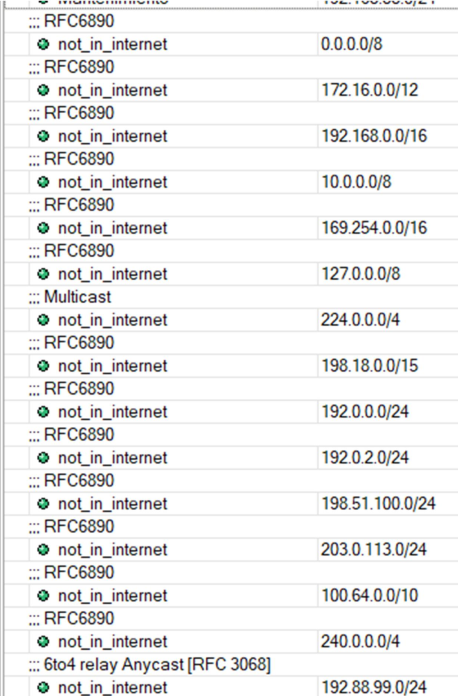 ;;; RFC6890
not_in_internet 0.0.0.0/8
;;; RFC6890
not_in_internet 172.16.0.0/12
;;; RFC6890
not_in_internet 192.168.0.0/16
;;; RFC6890
not_in_internet 10.0.0.0/8
;;; RFC6890
not_in_internet 169.254.0.0/16
;;; RFC6890
not_in_internet 127.0.0.0/8
;;; Multicast
not_in_internet 224.0.0.0/4
;;; RFC6890
not_in_internet 198.18.0.0/15
;;; RFC6890
not_in_internet 192.0.0.0/24
;;; RFC6890
not_in_internet 192.0.2.0/24
;;; RFC6890
not_in_internet 198.51.100.0/24
;;; RFC6890
not_in_internet 203.0.113.0/24
;;; RFC6890
not_in_internet 100.64.0.0/10
;;; RFC6890
not_in_internet 240.0.0.0/4
;;; 6to4 relay Anycast [RFC 3068]
not_in_internet 192.88.99.0/24